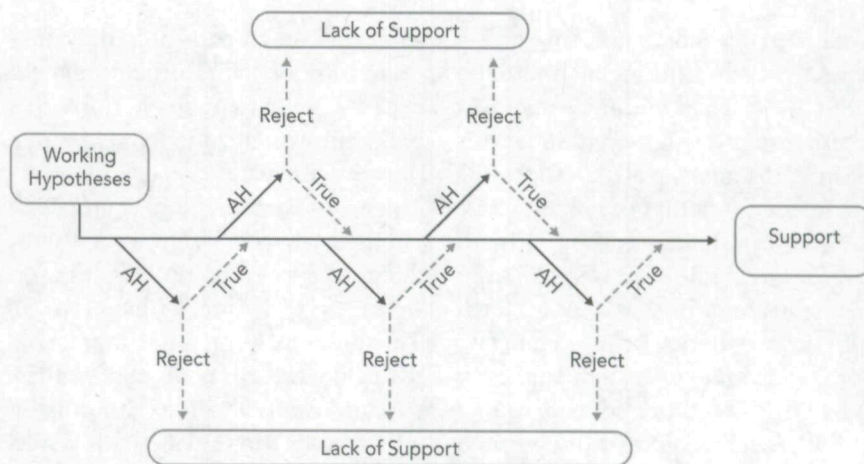 Lack of Support
Reject
Reject
Working
Hypotheses
AH
True
AH
True
Support
AH
True
AH
True
AH
True
Reject
Reject
Reject
Lack of Support